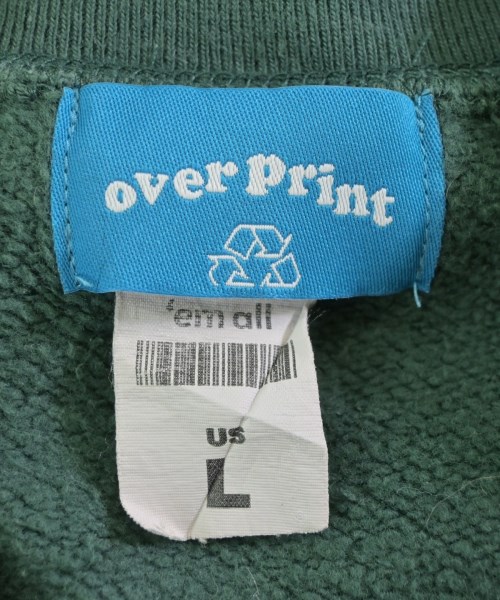 over print
'em all
US
L